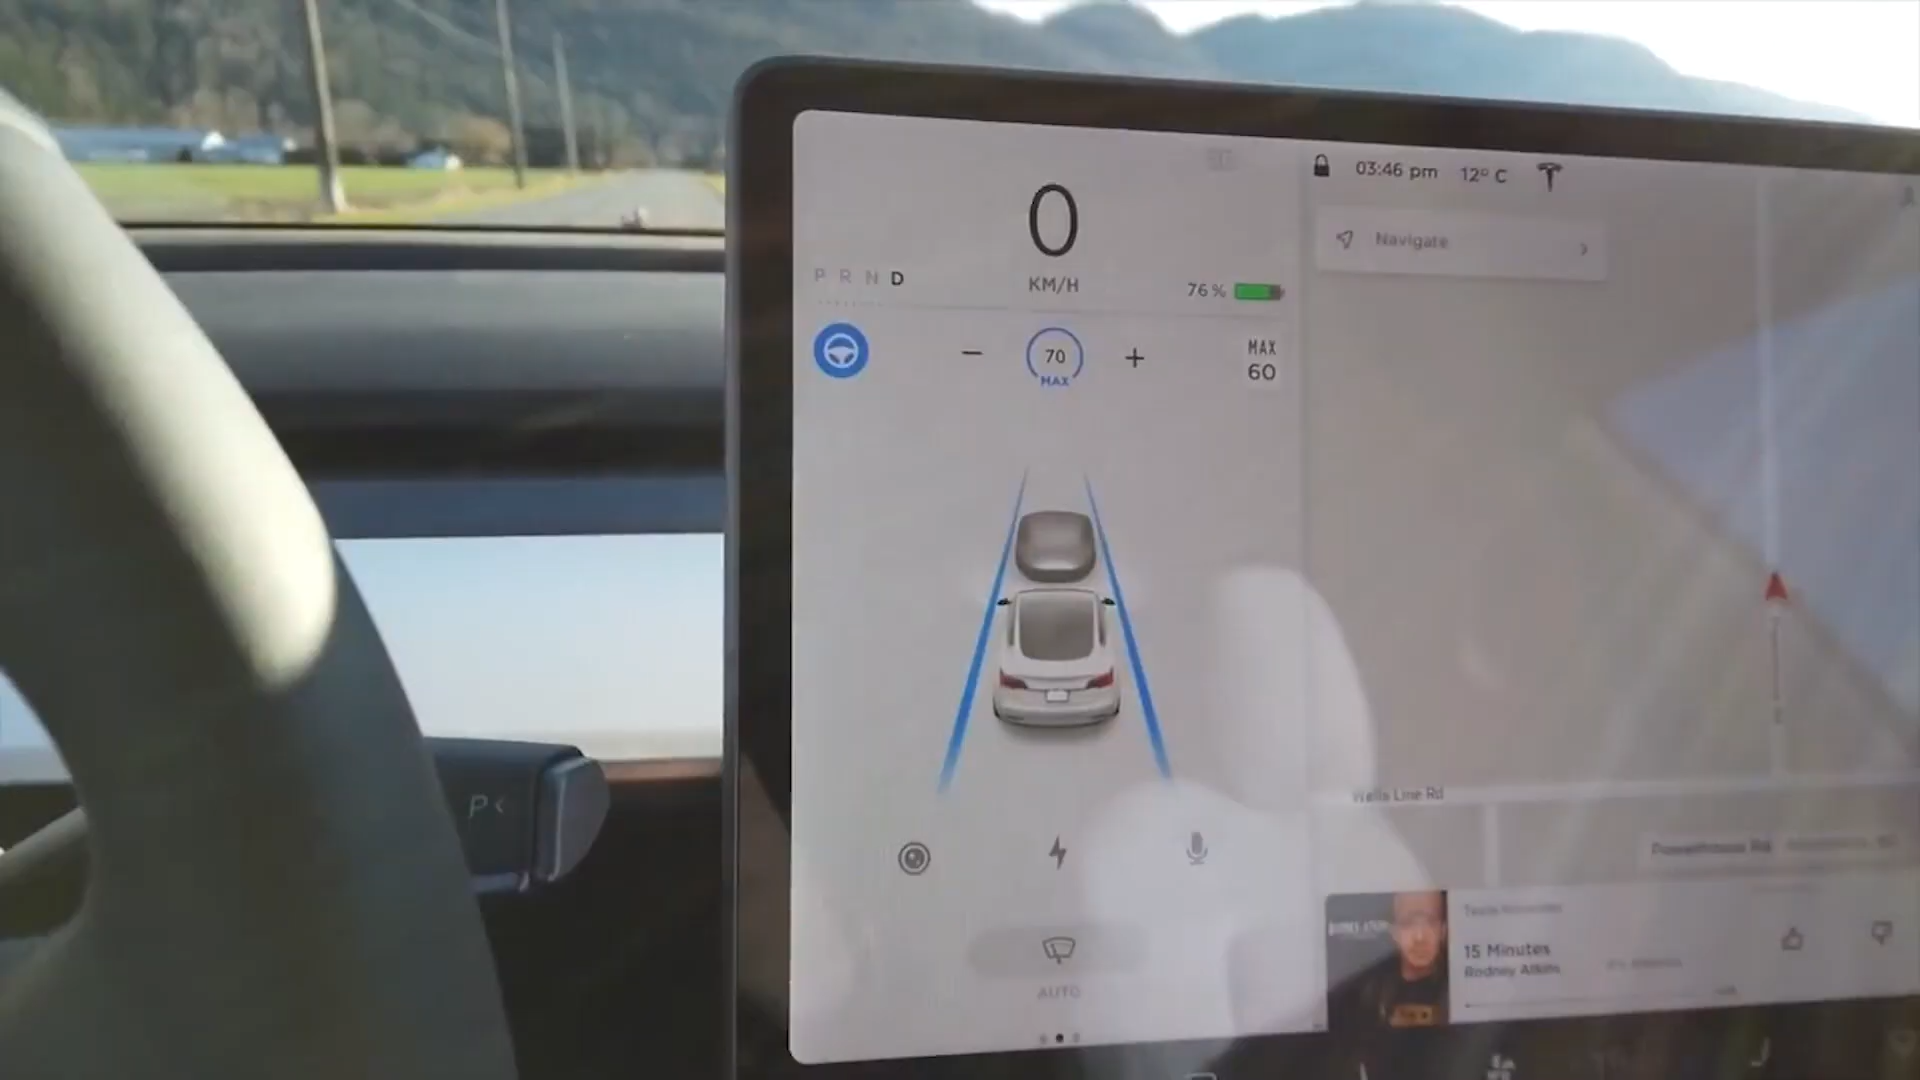 03:46 pm 12° C
0
KM/H
P R N D
76 %
Navigate
70
MAX
MAX
60
P
Wells Line Rd
15 Minutes
Rodney Atkins
AUTO